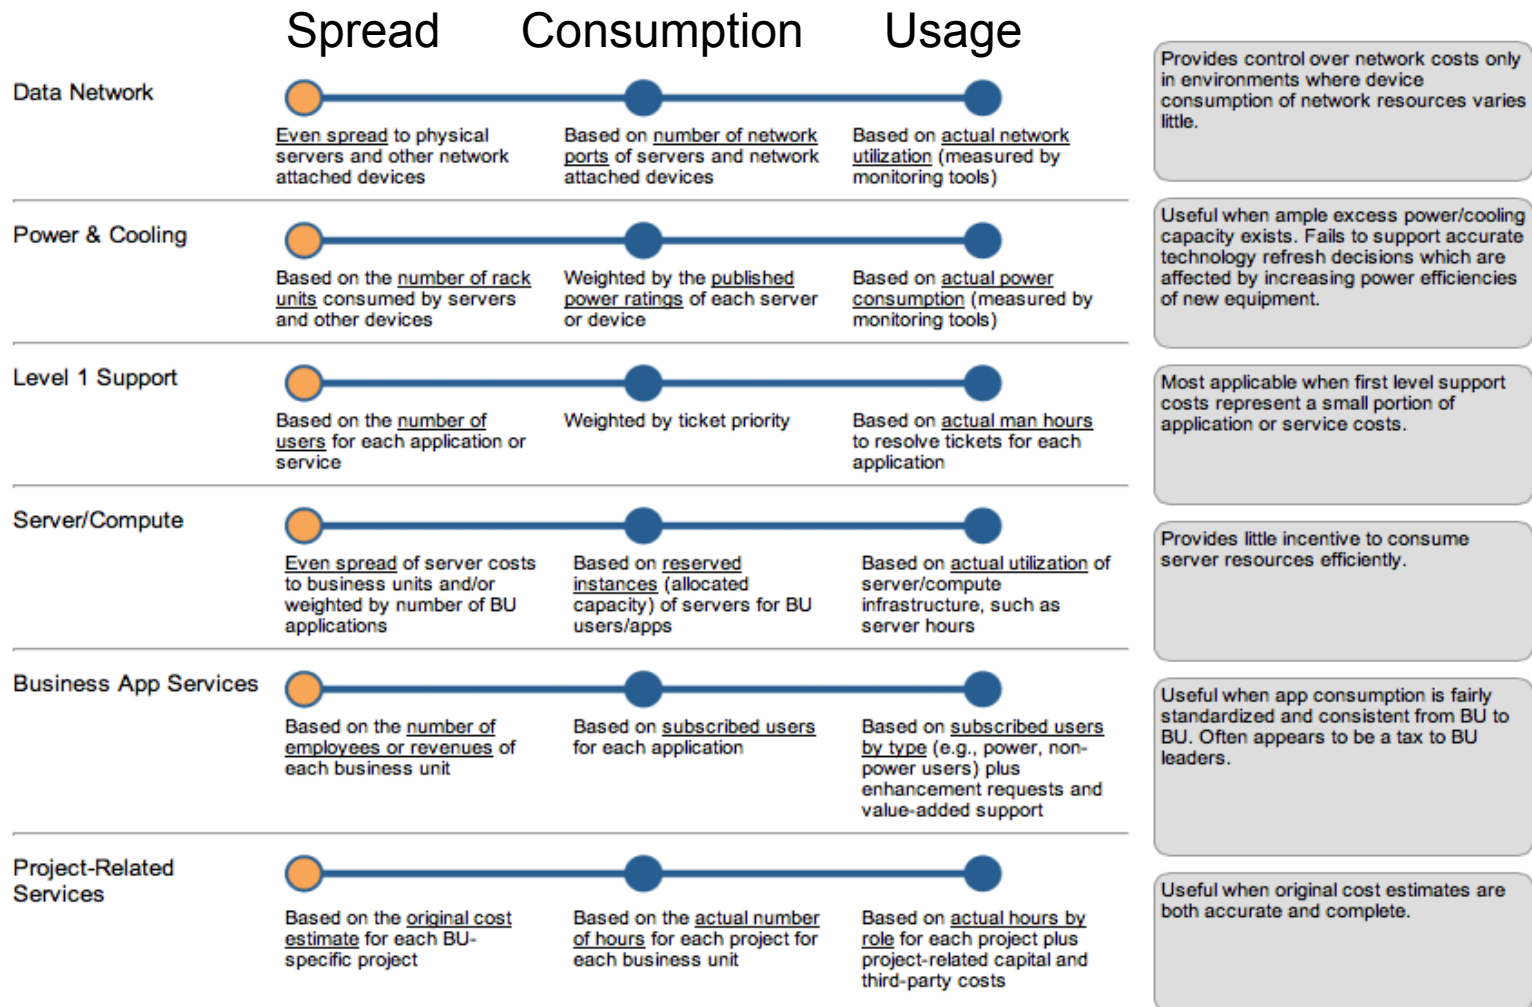 Spread Consumption Usage
Data Network
Even spread to physical
servers and other network
attached devices
Based on number of network
ports of servers and network
attached devices
Based on actual network
utilization (measured by
monitoring tools)
Provides control over network costs only
in environments where device
consumption of network resources varies
little.
Power & Cooling
Based on the number of rack
units consumed by servers
and other devices
Weighted by the published
power ratings of each server
or device
Based on actual power
consumption (measured by
monitoring tools)
Useful when ample excess power/cooling
capacity exists. Fails to support accurate
technology refresh decisions which are
affected by increasing power efficiencies
of new equipment.
Level 1 Support
Based on the number of
users for each application or
service
Weighted by ticket priority
Based on actual man hours
to resolve tickets for each
application
Most applicable when first level support
costs represent a small portion of
application or service costs.
Server/Compute
Even spread of server costs
to business units and/or
weighted by number of BU
applications
Based on reserved
instances (allocated
capacity) of servers for BU
users/apps
Based on actual utilization of
server/compute
infrastructure, such as
server hours
Provides little incentive to consume
server resources efficiently.
Business App Services
Based on the number of
employees or revenues of
each business unit
Based on subscribed users
for each application
Based on subscribed users
by type (e.g., power, non-
power users) plus
enhancement requests and
value-added support
Useful when app consumption is fairly
standardized and consistent from BU to
BU. Often appears to be a tax to BU
leaders.
Project-Related
Services
Based on the original cost
estimate for each BU-
specific project
Based on the actual number
of hours for each project for
each business unit
Based on actual hours by
role for each project plus
project-related capital and
third-party costs
Useful when original cost estimates are
both accurate and complete.